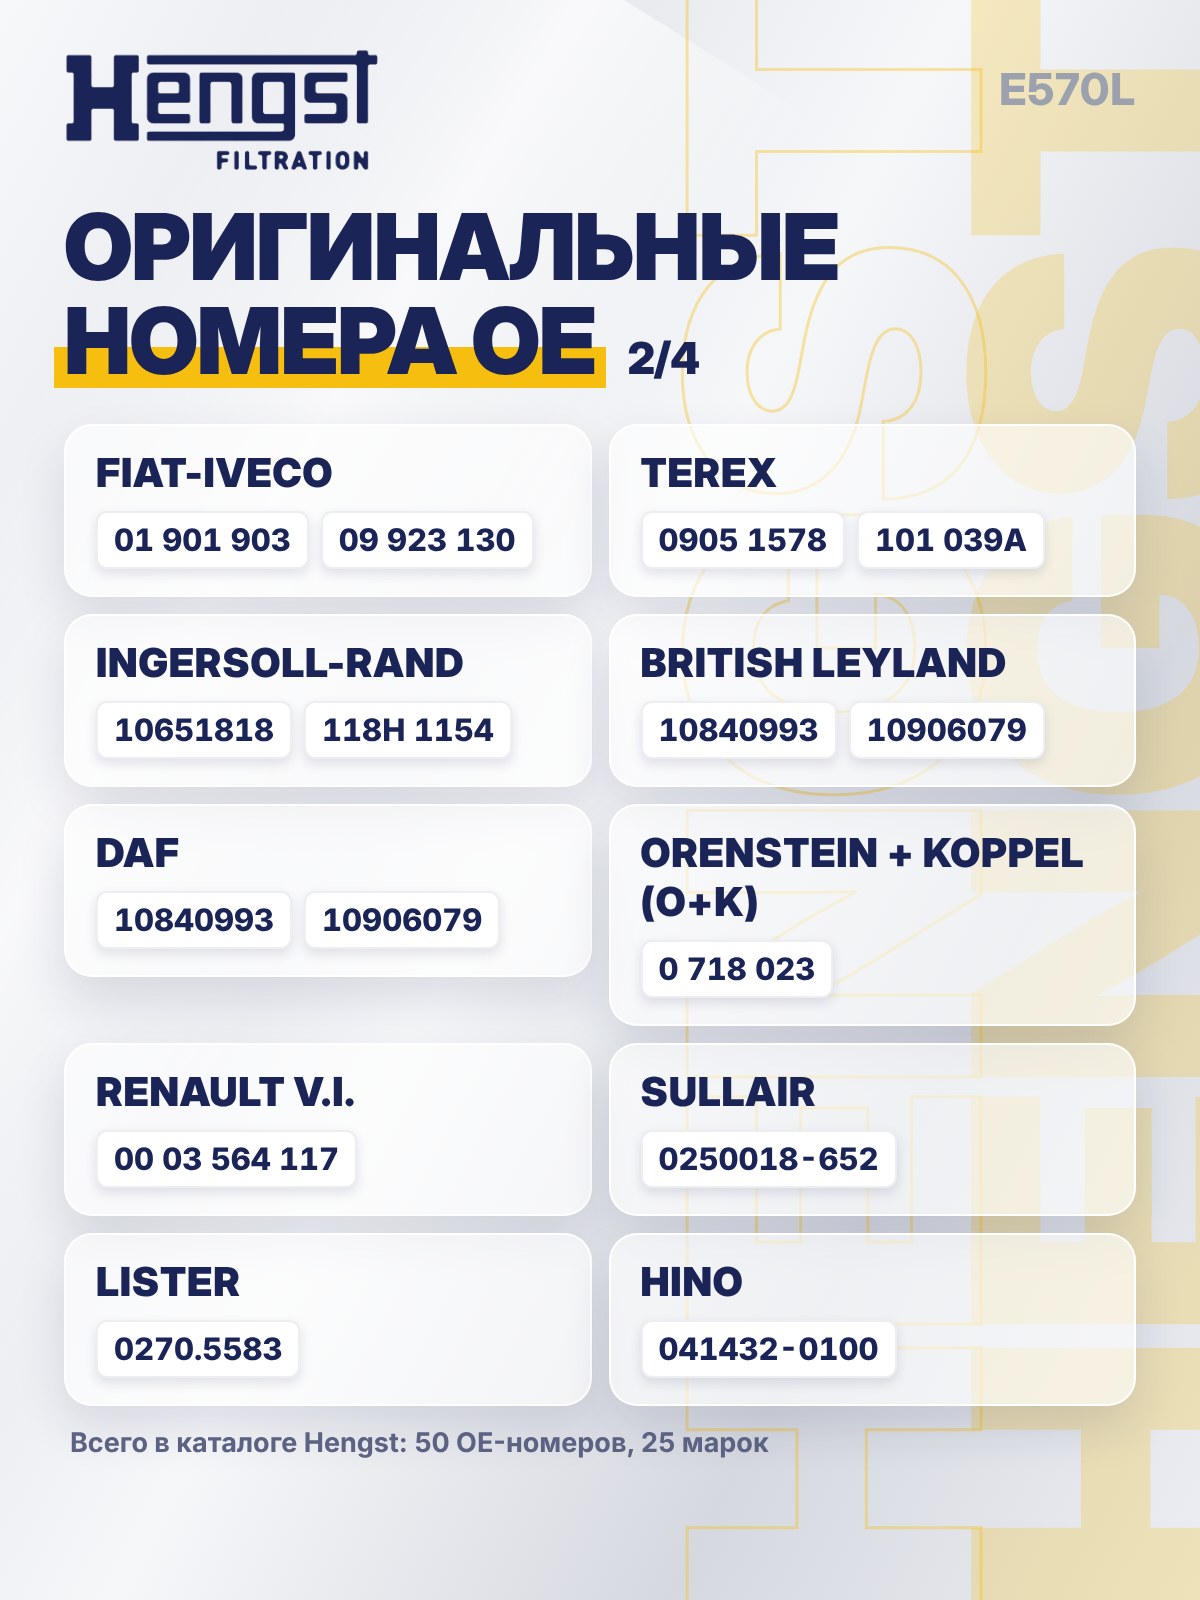 Hengst
FILTRATION
E570L
ОРИГИНАЛЬНЫЕ
НОМЕРА OE 2/4
FIAT-IVECO
01 901 903 09 923 130
TEREX
0905 1578 101 039A
INGERSOLL-RAND
10651818 118H 1154
BRITISH LEYLAND
10840993 10906079
DAF
10840993 10906079
ORENSTEIN + KOPPEL
(O+K)
0 718 023
RENAULT V.I.
00 03 564 117
SULLAIR
0250018-652
LISTER
0270.5583
HINO
041432-0100
Всего в каталоге Hengst: 50 OE-номеров, 25 марок
HENGST